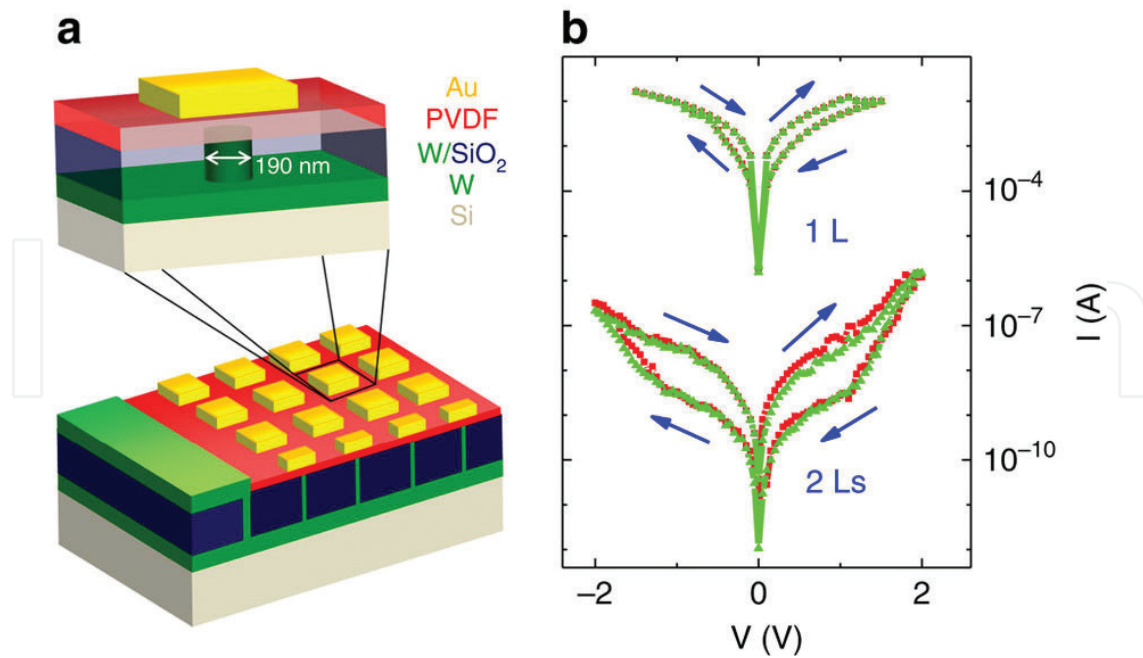 a
Au
PVDF
W/SiO₂
W
Si
190 nm
b
1 L
2 Ls
10⁻⁴
10⁻⁷
10⁻¹⁰
I (A)
−2
0
2
V (V)